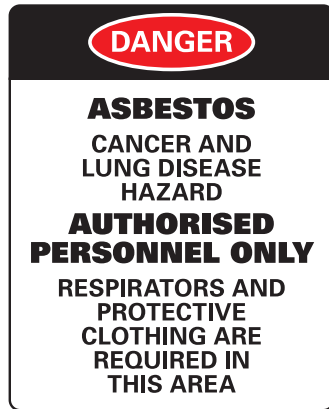 DANGER
ASBESTOS
CANCER AND
LUNG DISEASE
HAZARD
AUTHORISED
PERSONNEL ONLY
RESPIRATORS AND
PROTECTIVE
CLOTHING ARE
REQUIRED IN
THIS AREA